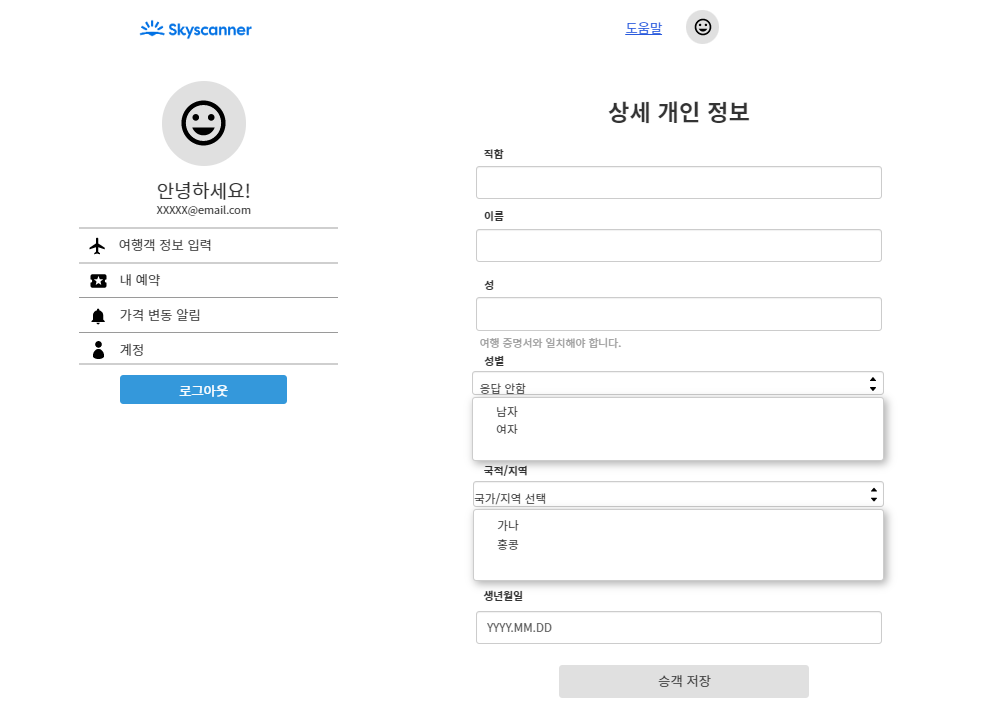 Skyscanner
도움말
안녕하세요!
XXXXX@email.com
여행객 정보 입력
내 예약
가격 변동 알림
계정
로그아웃
상세 개인 정보
직함
이름
성
여행 증명서와 일치해야 합니다.
성별
응답 안함
남자
여자
국적/지역
국가/지역 선택
가나
홍콩
생년월일
YYYY.MM.DD
승객 저장